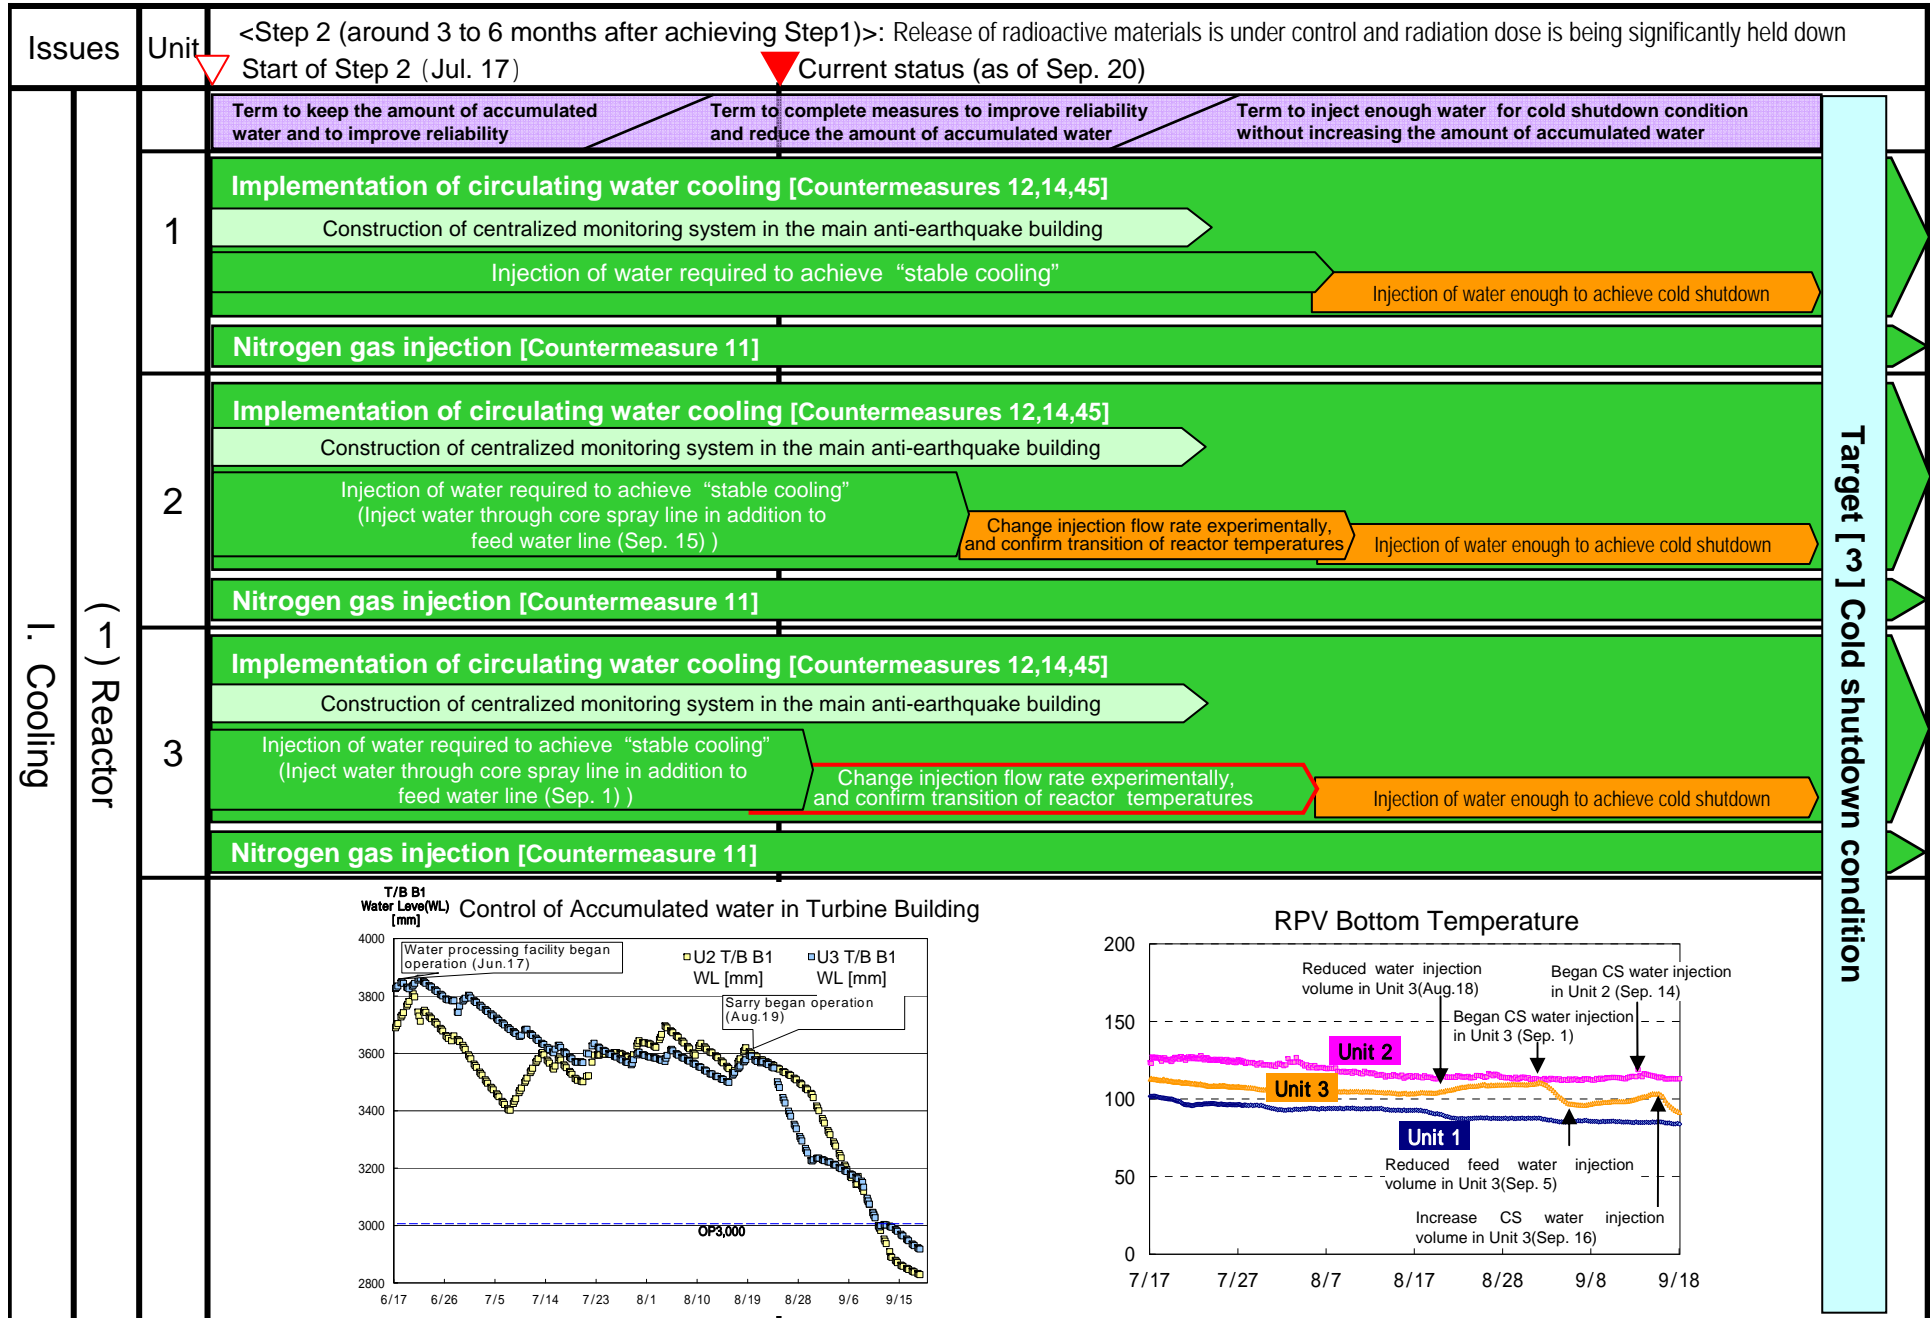 Issues
Unit
<Step 2 (around 3 to 6 months after achieving Step1)>: Release of radioactive materials is under control and radiation dose is being significantly held down
Start of Step 2 (Jul. 17)
Current status (as of Sep. 20)
Term to keep the amount of accumulated
water and to improve reliability
Term to complete measures to improve reliability
and reduce the amount of accumulated water
Term to inject enough water for cold shutdown condition
without increasing the amount of accumulated water
I. Cooling
(1) Reactor
1
Implementation of circulating water cooling [Countermeasures 12,14,45]
Construction of centralized monitoring system in the main anti-earthquake building
Injection of water required to achieve “stable cooling”
Injection of water enough to achieve cold shutdown
Nitrogen gas injection [Countermeasure 11]
2
Implementation of circulating water cooling [Countermeasures 12,14,45]
Construction of centralized monitoring system in the main anti-earthquake building
Injection of water required to achieve “stable cooling”
(Inject water through core spray line in addition to
feed water line (Sep. 15) )
Change injection flow rate experimentally,
and confirm transition of reactor temperatures
Injection of water enough to achieve cold shutdown
Nitrogen gas injection [Countermeasure 11]
3
Implementation of circulating water cooling [Countermeasures 12,14,45]
Construction of centralized monitoring system in the main anti-earthquake building
Injection of water required to achieve “stable cooling”
(Inject water through core spray line in addition to
feed water line (Sep. 1) )
Change injection flow rate experimentally,
and confirm transition of reactor temperatures
Injection of water enough to achieve cold shutdown
Nitrogen gas injection [Countermeasure 11]
Target [3] Cold shutdown condition
T/B B1
Water Leve(WL)
[mm]
Control of Accumulated water in Turbine Building
4000
3800
3600
3400
3200
3000
2800
Water processing facility began
operation (Jun.17)
U2 T/B B1
WL [mm]
U3 T/B B1
WL [mm]
Sarry began operation
(Aug.19)
OP3,000
6/17 6/26 7/5 7/14 7/23 8/1 8/10 8/19 8/28 9/6 9/15
RPV Bottom Temperature
200
150
100
50
0
Reduced water injection
volume in Unit 3(Aug.18)
Began CS water injection
in Unit 2 (Sep. 14)
Began CS water injection
in Unit 3 (Sep. 1)
Unit 2
Unit 3
Unit 1
Reduced feed water injection
volume in Unit 3(Sep. 5)
Increase CS water injection
volume in Unit 3(Sep. 16)
7/17 7/27 8/7 8/17 8/28 9/8 9/18